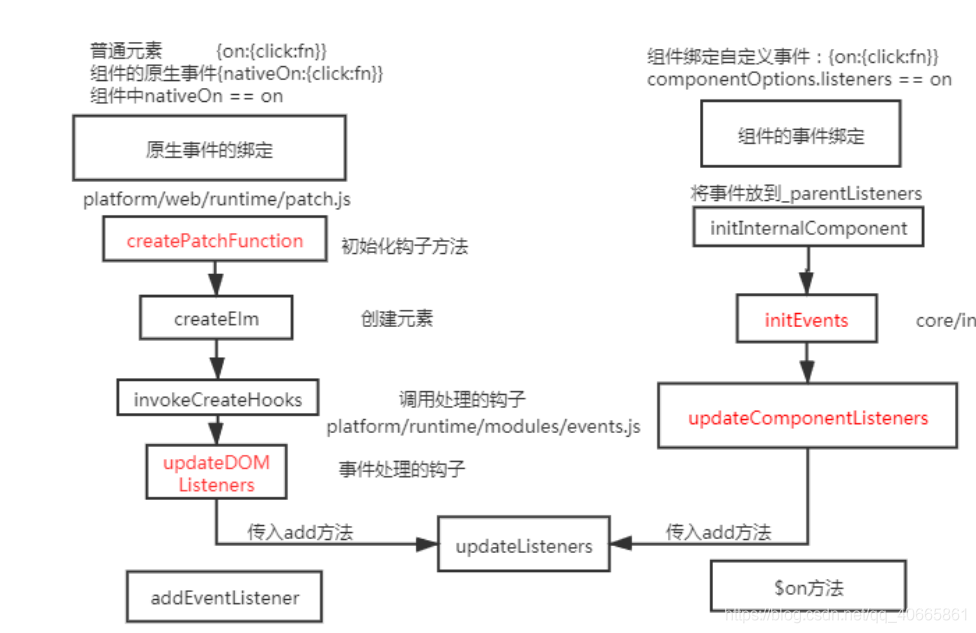 普通元素 {on:{click:fn}}
组件的原生事件{nativeOn:{click:fn}}
组件中nativeOn == on
原生事件的绑定
platform/web/runtime/patch.js
createPatchFunction
初始化钩子方法
createElm
创建元素
invokeCreateHooks
调用处理的钩子
platform/runtime/modules/events.js
updateDOM
Listeners
事件处理的钩子
传入add方法
addEventListener
updateListeners
组件绑定自定义事件：{on:{click:fn}}
componentOptions.listeners == on
组件的事件绑定
将事件放到_parentListeners
initInternalComponent
initEvents
core/in
updateComponentListeners
传入add方法
$on方法
https://blog.csdn.net/qq_40665861